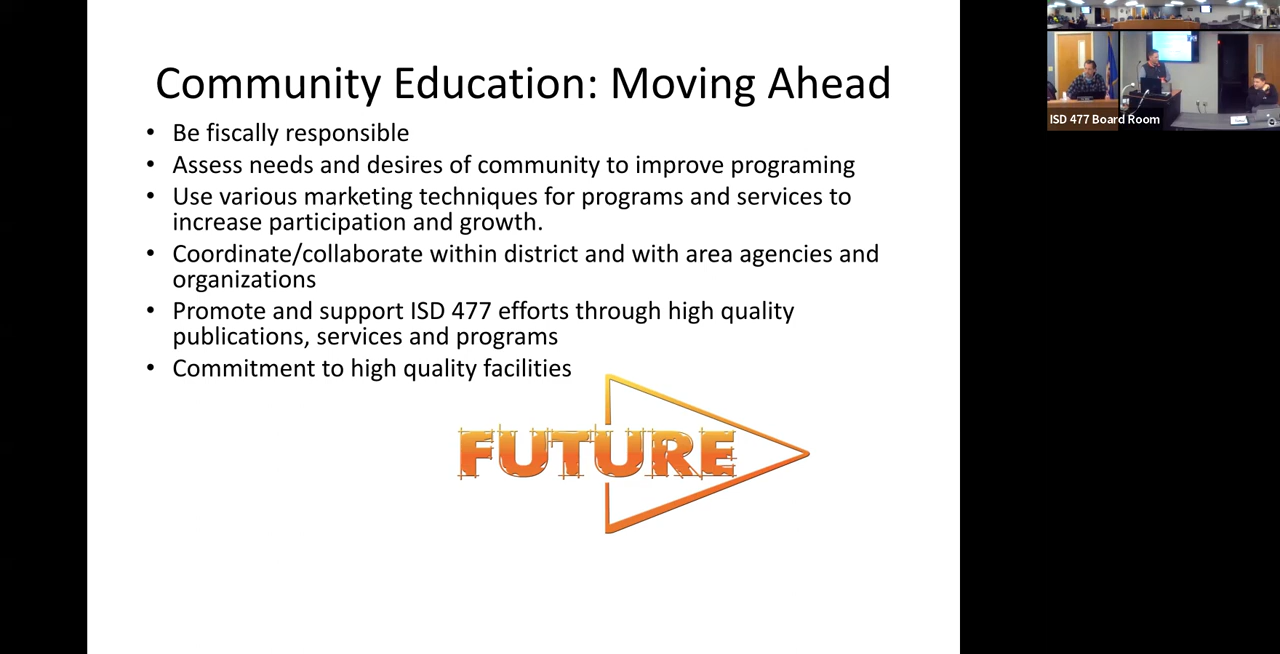 Community Education: Moving Ahead
• Be fiscally responsible
• Assess needs and desires of community to improve programing
• Use various marketing techniques for programs and services to
increase participation and growth.
• Coordinate/collaborate within district and with area agencies and
organizations
• Promote and support ISD 477 efforts through high quality
publications, services and programs
• Commitment to high quality facilities
FUTURE
ISD 477 Board Room